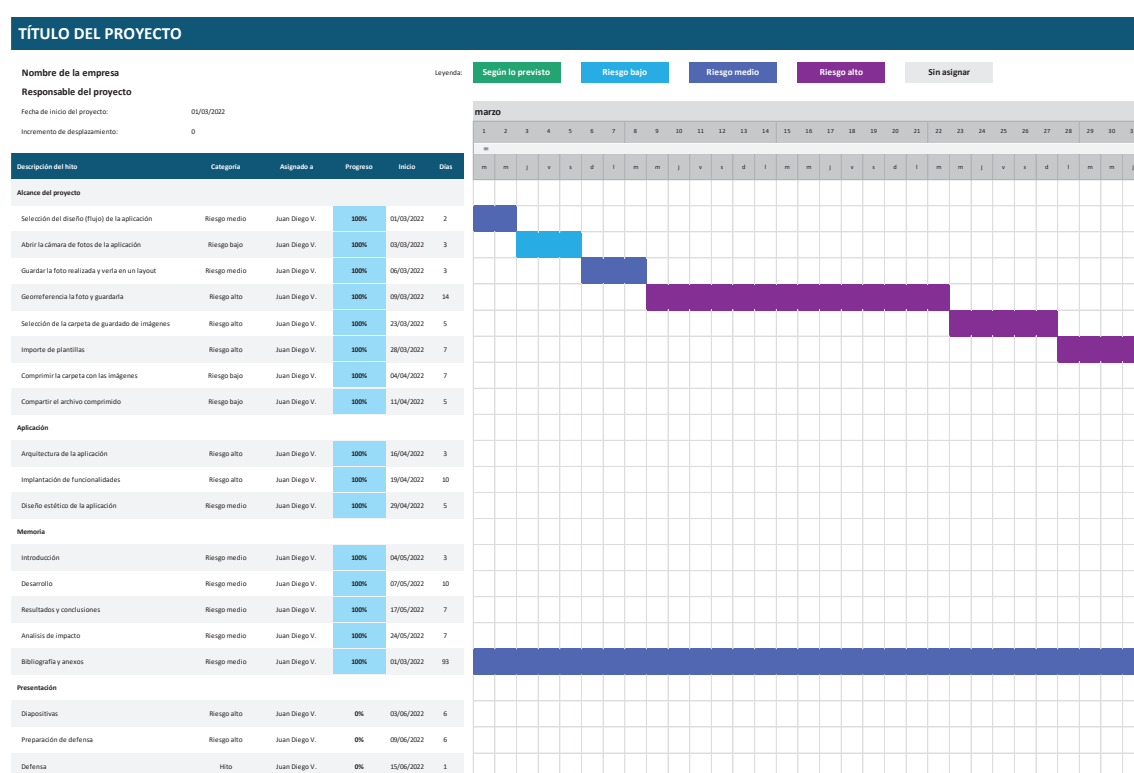 TÍTULO DEL PROYECTO
Nombre de la empresa
Leyenda: Según lo previsto Riesgo bajo Riesgo medio Riesgo alto Sin asignar
Responsable del proyecto
Fecha de inicio del proyecto: 01/03/2022
marzo
Incremento de desplazamiento: 0
1 2 3 4 5 6 7 8 9 10 11 12 13 14 15 16 17 18 19 20 21 22 23 24 25 26 27 28 29 30
Descripción del hito Categoría Asignado a Progreso Inicio Días
m m j v s d l m m j v s d l m m j v s d l m m j v s d l m m
Alcance del proyecto
Selección del diseño (flujo) de la aplicación Riesgo medio Juan Diego V. 100% 01/03/2022 2
Abrir la cámara de fotos de la aplicación Riesgo bajo Juan Diego V. 100% 03/03/2022 3
Guardar la foto realizada y verla en un layout Riesgo medio Juan Diego V. 100% 06/03/2022 3
Georreferencia la foto y guardarla Riesgo alto Juan Diego V. 100% 09/03/2022 14
Selección de la carpeta de guardado de imágenes Riesgo alto Juan Diego V. 100% 23/03/2022 5
Importe de plantillas Riesgo alto Juan Diego V. 100% 28/03/2022 7
Comprimir la carpeta con las imágenes Riesgo bajo Juan Diego V. 100% 04/04/2022 7
Compartir el archivo comprimido Riesgo bajo Juan Diego V. 100% 11/04/2022 5
Aplicación
Arquitectura de la aplicación Riesgo alto Juan Diego V. 100% 16/04/2022 3
Implantación de funcionalidades Riesgo alto Juan Diego V. 100% 19/04/2022 10
Diseño estético de la aplicación Riesgo medio Juan Diego V. 100% 29/04/2022 5
Memoria
Introducción Riesgo medio Juan Diego V. 100% 04/05/2022 3
Desarrollo Riesgo medio Juan Diego V. 100% 07/05/2022 10
Resultados y conclusiones Riesgo medio Juan Diego V. 100% 17/05/2022 7
Analisis de impacto Riesgo medio Juan Diego V. 100% 24/05/2022 7
Bibliografía y anexos Riesgo medio Juan Diego V. 100% 01/03/2022 93
Presentación
Diapositivas Riesgo alto Juan Diego V. 0% 03/06/2022 6
Preparación de defensa Riesgo alto Juan Diego V. 0% 09/06/2022 6
Defensa Hito Juan Diego V. 0% 15/06/2022 1